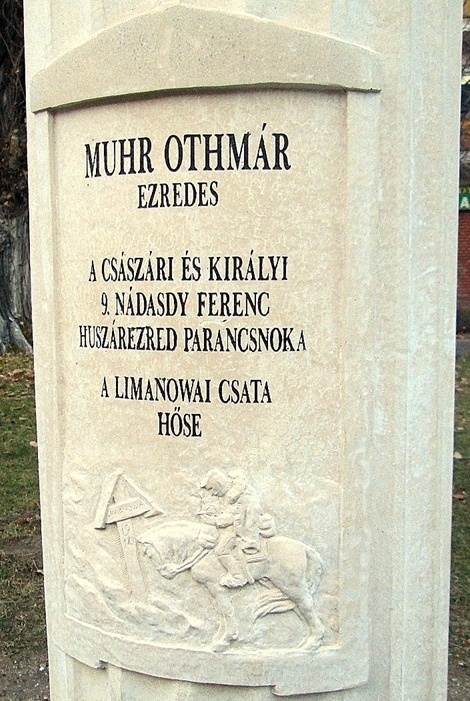 MUHR OTHMÁR
EZREDES
A CSÁSZÁRI ÉS KIRÁLYI
9. NÁDASDY FERENC
HUSZÁREZRED PARANCSNOKA
A LIMANOWAI CSATA
HŐSE